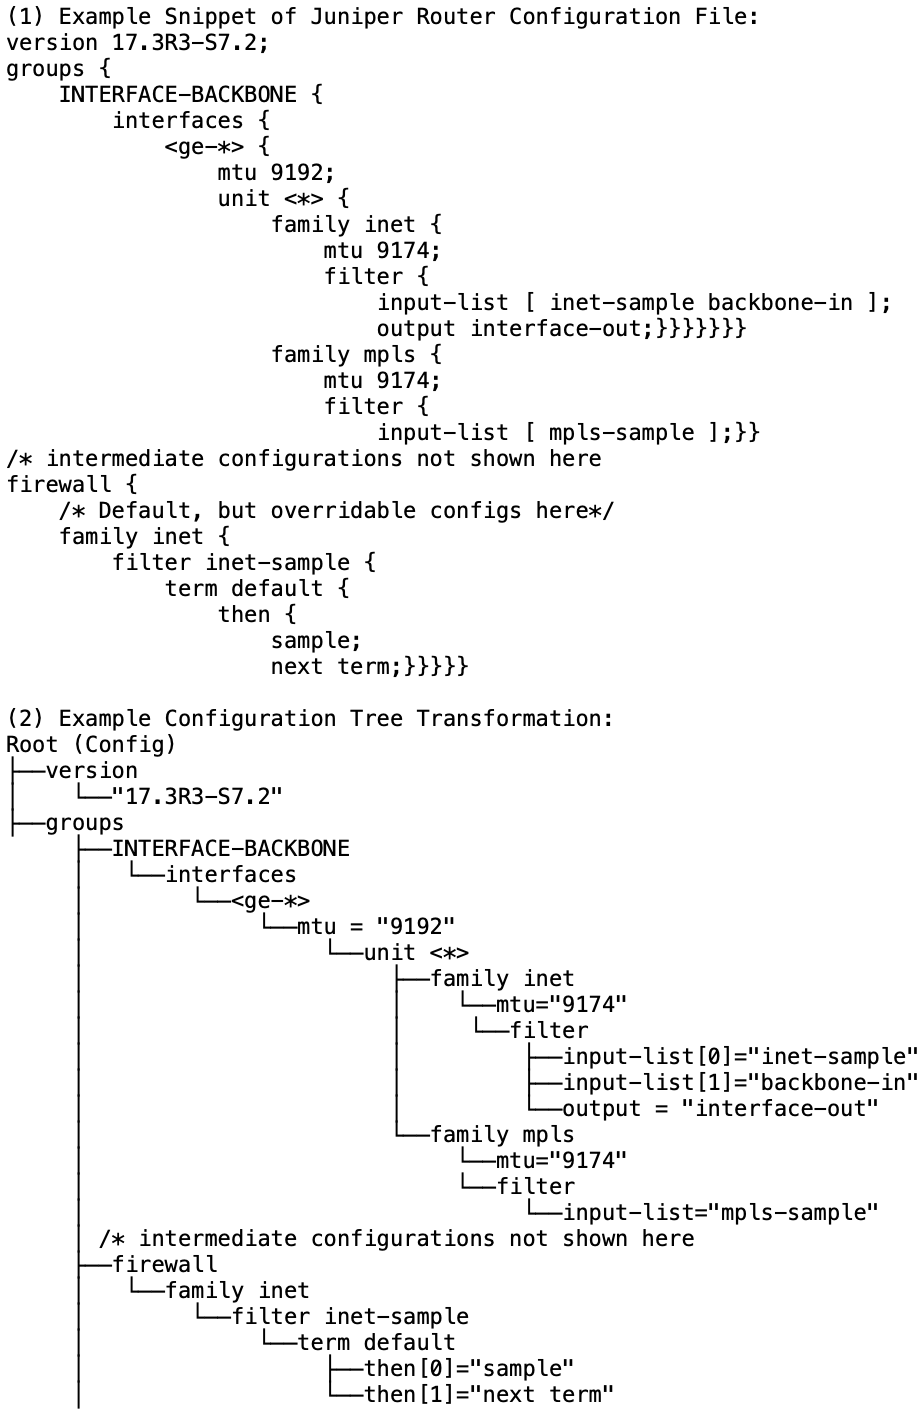 (1) Example Snippet of Juniper Router Configuration File:
version 17.3R3-S7.2;
groups {
    INTERFACE-BACKBONE {
        interfaces {
            <ge-*> {
                mtu 9192;
                unit <*> {
                    family inet {
                        mtu 9174;
                        filter {
                            input-list [ inet-sample backbone-in ];
                            output interface-out;}}}}}}}
                    family mpls {
                        mtu 9174;
                        filter {
                            input-list [ mpls-sample ];}}
/* intermediate configurations not shown here
firewall {
    /* Default, but overridable configs here*/
    family inet {
        filter inet-sample {
            term default {
                then {
                    sample;
                    next term;}}}}}
(2) Example Configuration Tree Transformation:
Root (Config)
├──version
│    └──"17.3R3-S7.2"
├──groups
     ├──INTERFACE-BACKBONE
     │   └──interfaces
     │        └──<ge-*>
     │             └──mtu = "9192"
     │                  └──unit <*>
     │                       ├──family inet
     │                       │    └──mtu="9174"
     │                       │     └──filter
     │                       │         ├──input-list[0]="inet-sample"
     │                       │         ├──input-list[1]="backbone-in"
     │                       │         └──output = "interface-out"
     │                       └──family mpls
     │                            └──mtu="9174"
     │                            └──filter
     │                                 └──input-list="mpls-sample"
       /* intermediate configurations not shown here
     ├──firewall
     │   └──family inet
     │        └──filter inet-sample
     │             └──term default
     │                  ├──then[0]="sample"
     │                  └──then[1]="next term"